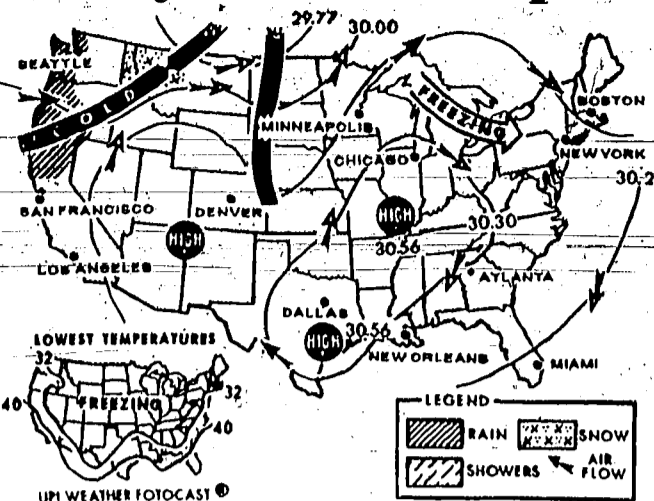 29.77
30.00
SEATTLE
COLD
FREEZING
BOSTON
MINNEAPOLIS
CHICAGO
NEW YORK
30.2
SAN FRANCISCO
DENVER
HIGH
HIGH
30.30
30.56
LOS ANGELES
ATLANTA
DALLAS
HIGH
30.56
NEW ORLEANS
MIAMI
LOWEST TEMPERATURES
32
FREEZING
32
40
40
UPI WEATHER FOTOCAST ®
LEGEND
RAIN
SNOW
SHOWERS
AIR
FLOW